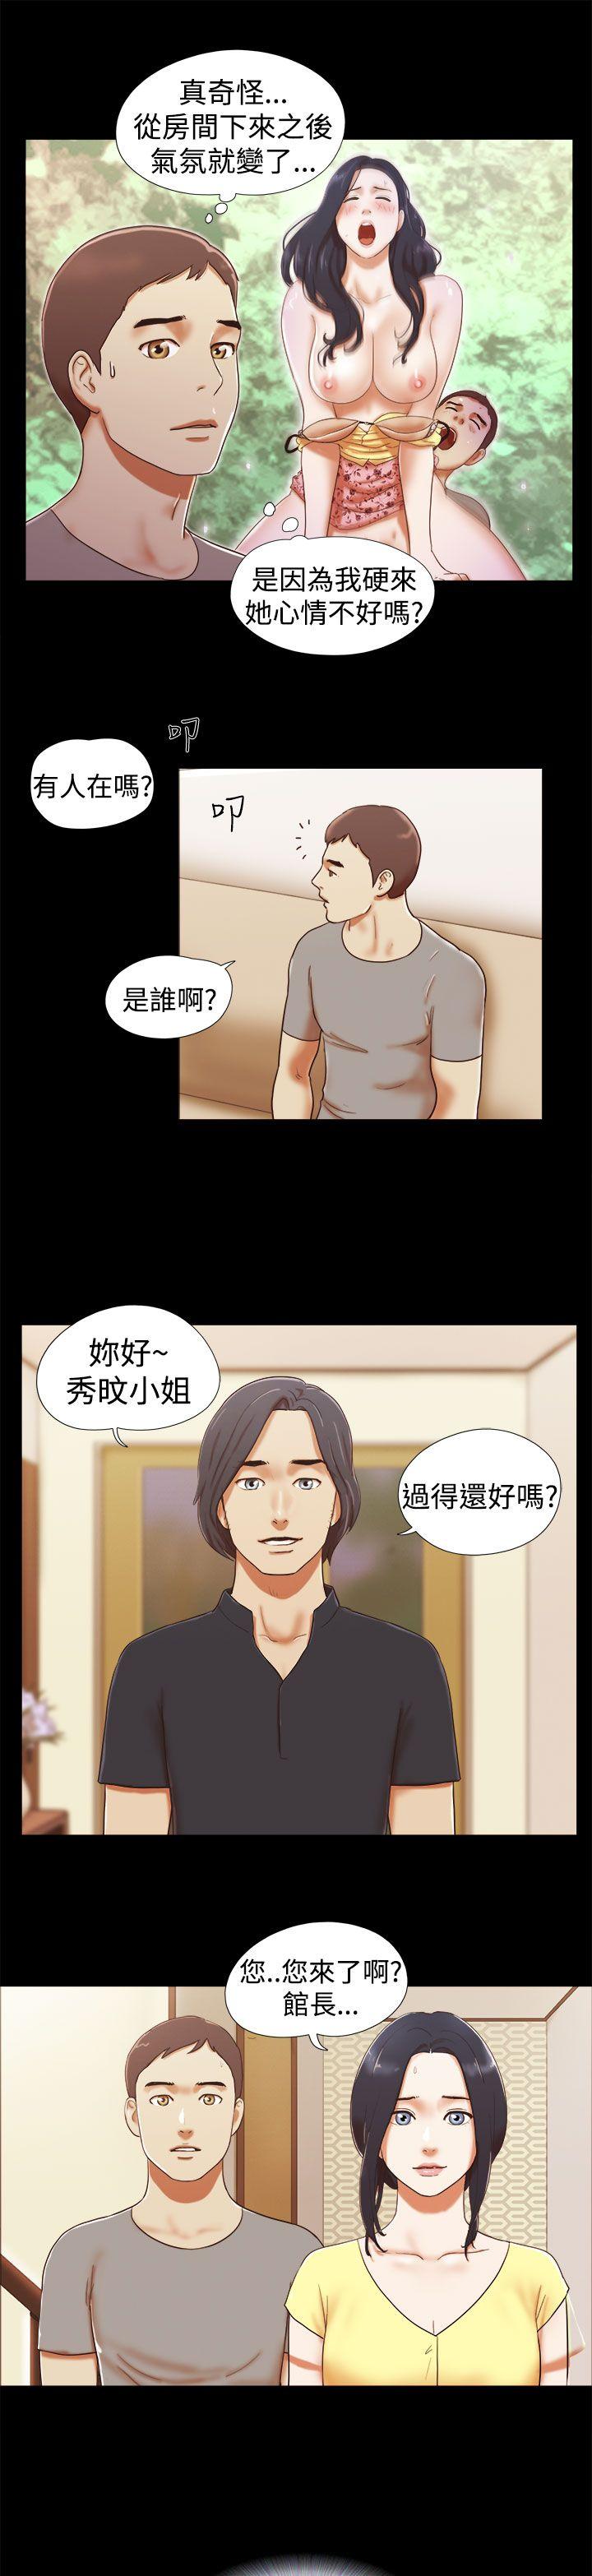 真奇怪...
從房間下來之後
氣氛就變了...
是因為我硬來
她心情不好嗎?
叩
有人在嗎?
叩
是誰啊?
妳好~
秀旼小姐
過得還好嗎?
您..您來了啊?
館長...